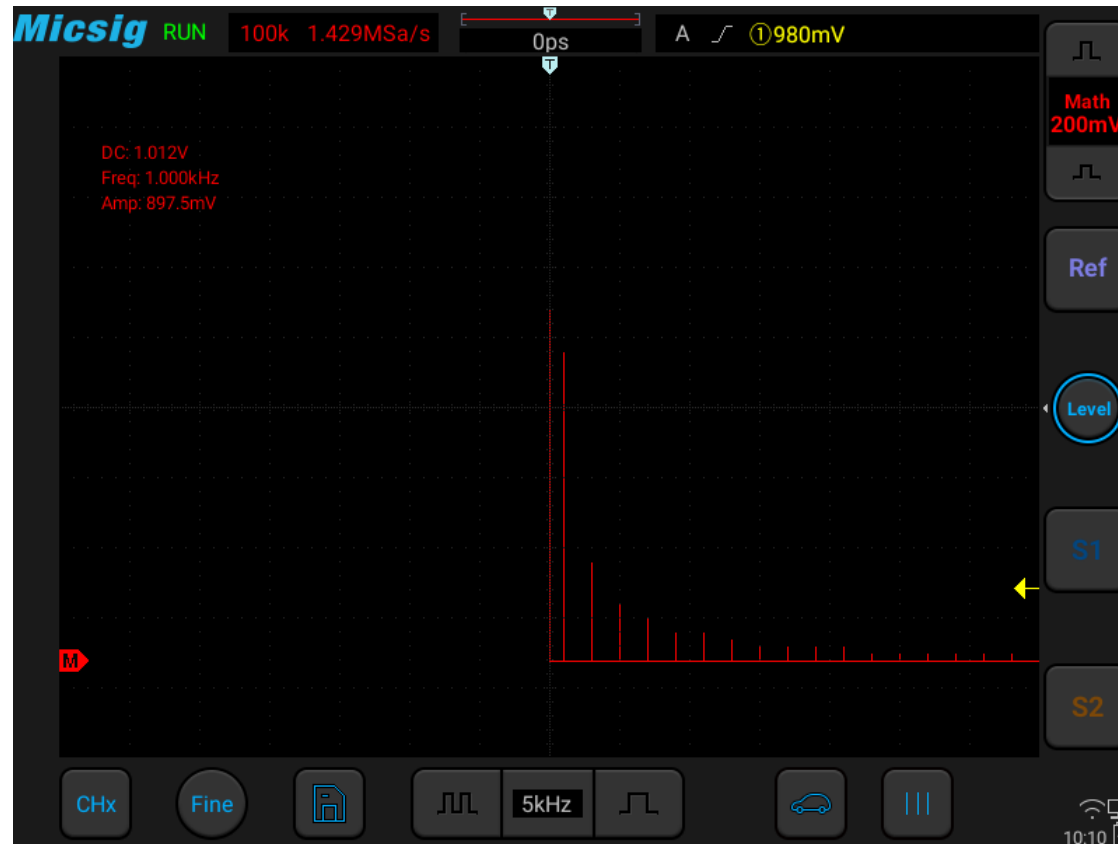 Micsig RUN 100k 1.429MSa/s T 0ps A ①980mV
T
Math
200mV
DC: 1.012V
Freq: 1.000kHz
Amp: 897.5mV
Ref
Level
S1
M
S2
CHx Fine 5kHz
10:10